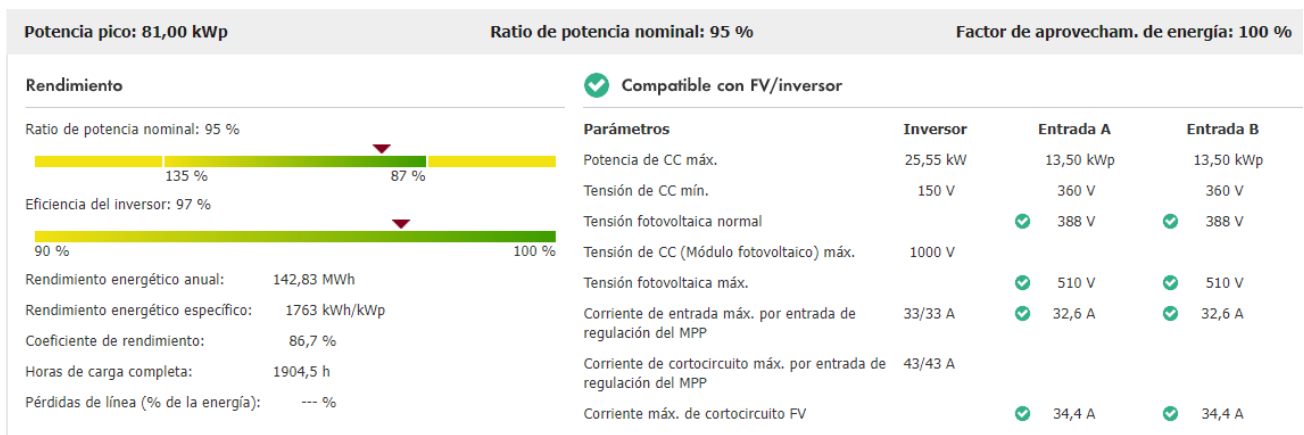 Potencia pico: 81,00 kWp Ratio de potencia nominal: 95 % Factor de aprovecham. de energía: 100 %
Rendimiento
Ratio de potencia nominal: 95 %
135 % 87 %
Eficiencia del inversor: 97 %
90 % 100 %
Rendimiento energético anual: 142,83 MWh
Rendimiento energético específico: 1763 kWh/kWp
Coeficiente de rendimiento: 86,7 %
Horas de carga completa: 1904,5 h
Pérdidas de línea (% de la energía): --- %
Compatible con FV/inversor
Parámetros Inversor Entrada A Entrada B
Potencia de CC máx. 25,55 kW 13,50 kWp 13,50 kWp
Tensión de CC mín. 150 V 360 V 360 V
Tensión fotovoltaica normal 388 V 388 V
Tensión de CC (Módulo fotovoltaico) máx. 1000 V
Tensión fotovoltaica máx. 510 V 510 V
Corriente de entrada máx. por entrada de 33/33 A 32,6 A 32,6 A
regulación del MPP
Corriente de cortocircuito máx. por entrada de 43/43 A
regulación del MPP
Corriente máx. de cortocircuito FV 34,4 A 34,4 A